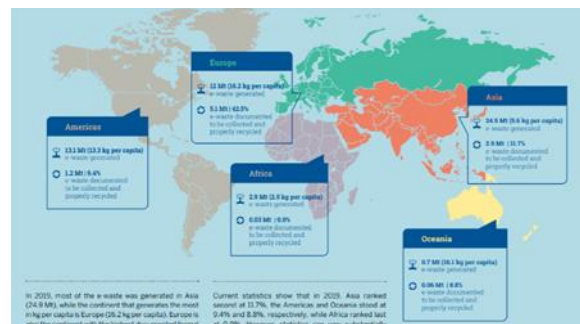 Europe
12 Mt (16.2 kg per capita)
e-waste generated
5.1 Mt | 42.5%
e-waste documented
to be collected and
properly recycled
Asia
24.9 Mt (5.6 kg per capita)
e-waste generated
2.9 Mt | 11.7%
e-waste documented
to be collected and
properly recycled
Americas
13.1 Mt (13.3 kg per capita)
e-waste generated
1.2 Mt | 9.4%
e-waste documented
to be collected and
properly recycled
Africa
2.9 Mt (2.5 kg per capita)
e-waste generated
0.03 Mt | 0.9%
e-waste documented
to be collected and
properly recycled
Oceania
0.7 Mt (16.1 kg per capita)
e-waste generated
0.06 Mt | 8.8%
e-waste documented
to be collected and
properly recycled
In 2019, most of the e-waste was generated in Asia
(24.9 Mt), while the continent that generates the most
in kg per capita is Europe (16.2 kg per capita). Europe is
Current statistics show that in 2019, Asia ranked
second at 11.7%, the Americas and Oceania stood at
9.4% and 8.8%, respectively, while Africa ranked last